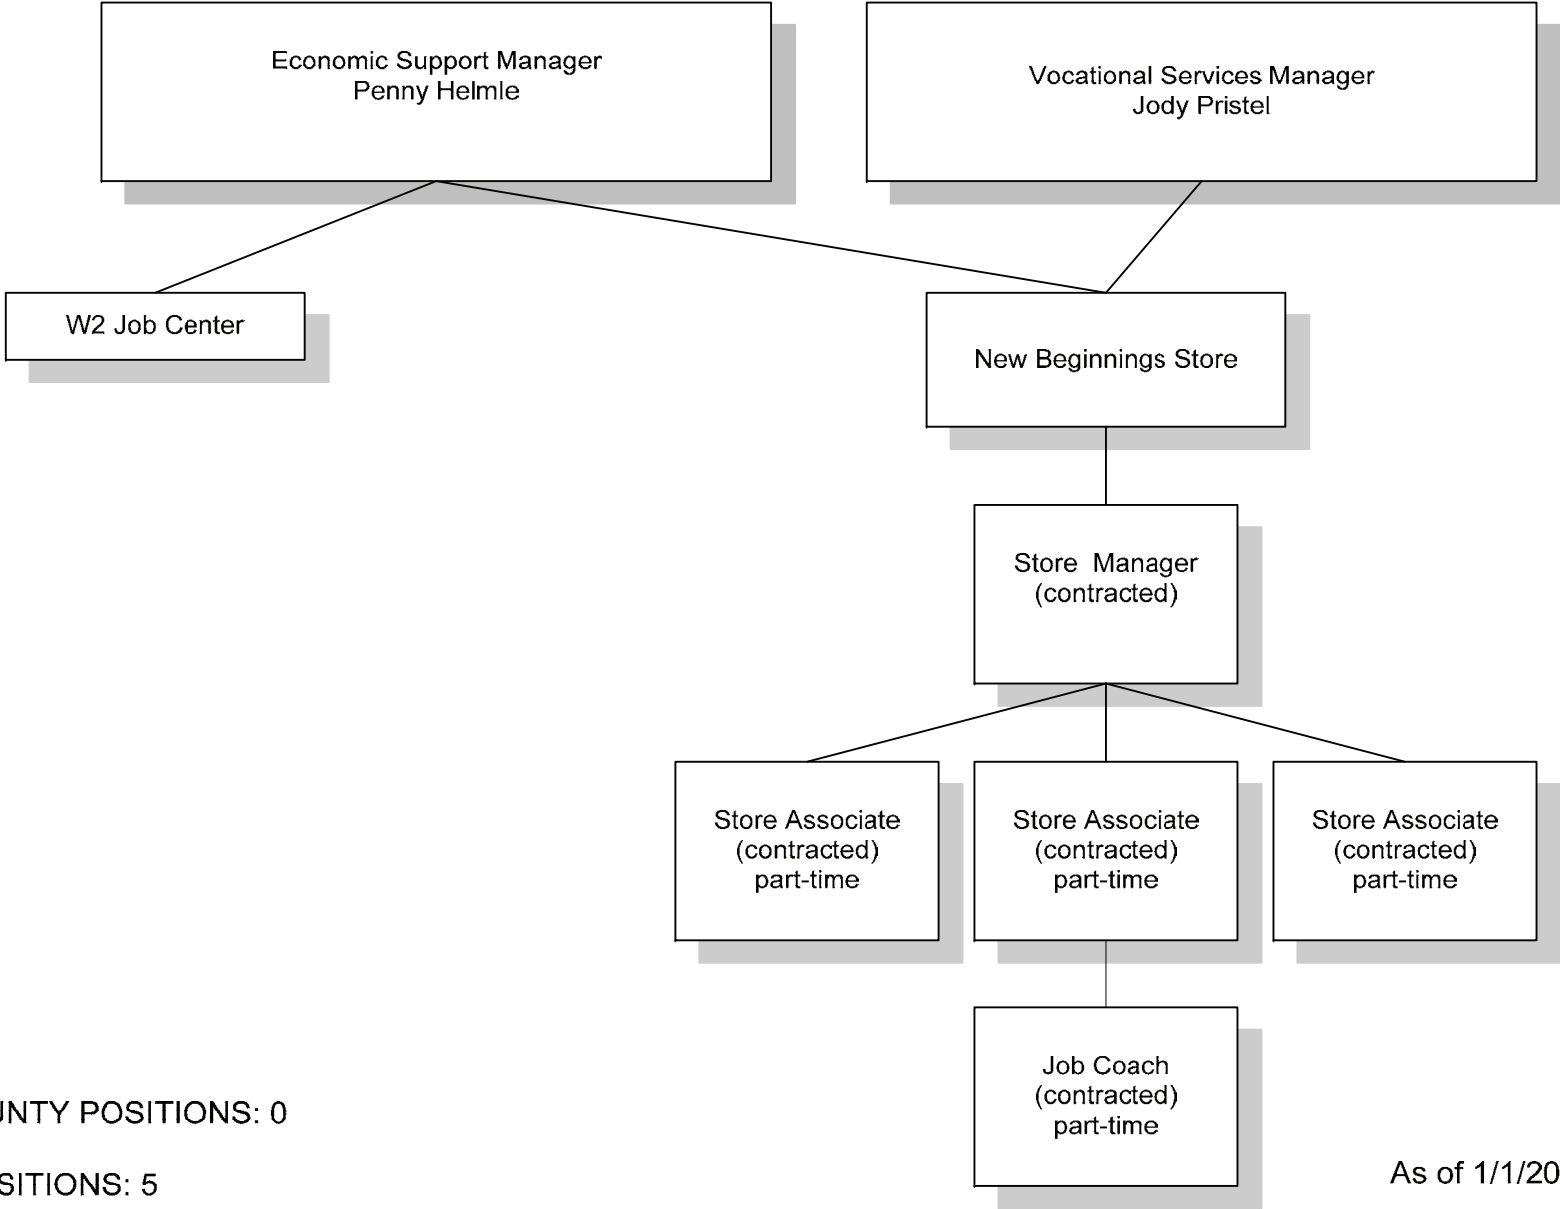 Economic Support Manager
Penny Helmle
Vocational Services Manager
Jody Pristel
W2 Job Center
New Beginnings Store
Store  Manager
(contracted)
Store Associate
(contracted)
part-time
Store Associate
(contracted)
part-time
Store Associate
(contracted)
part-time
Job Coach
(contracted)
part-time
POSITIONS: 0
5
As of 1/1/20